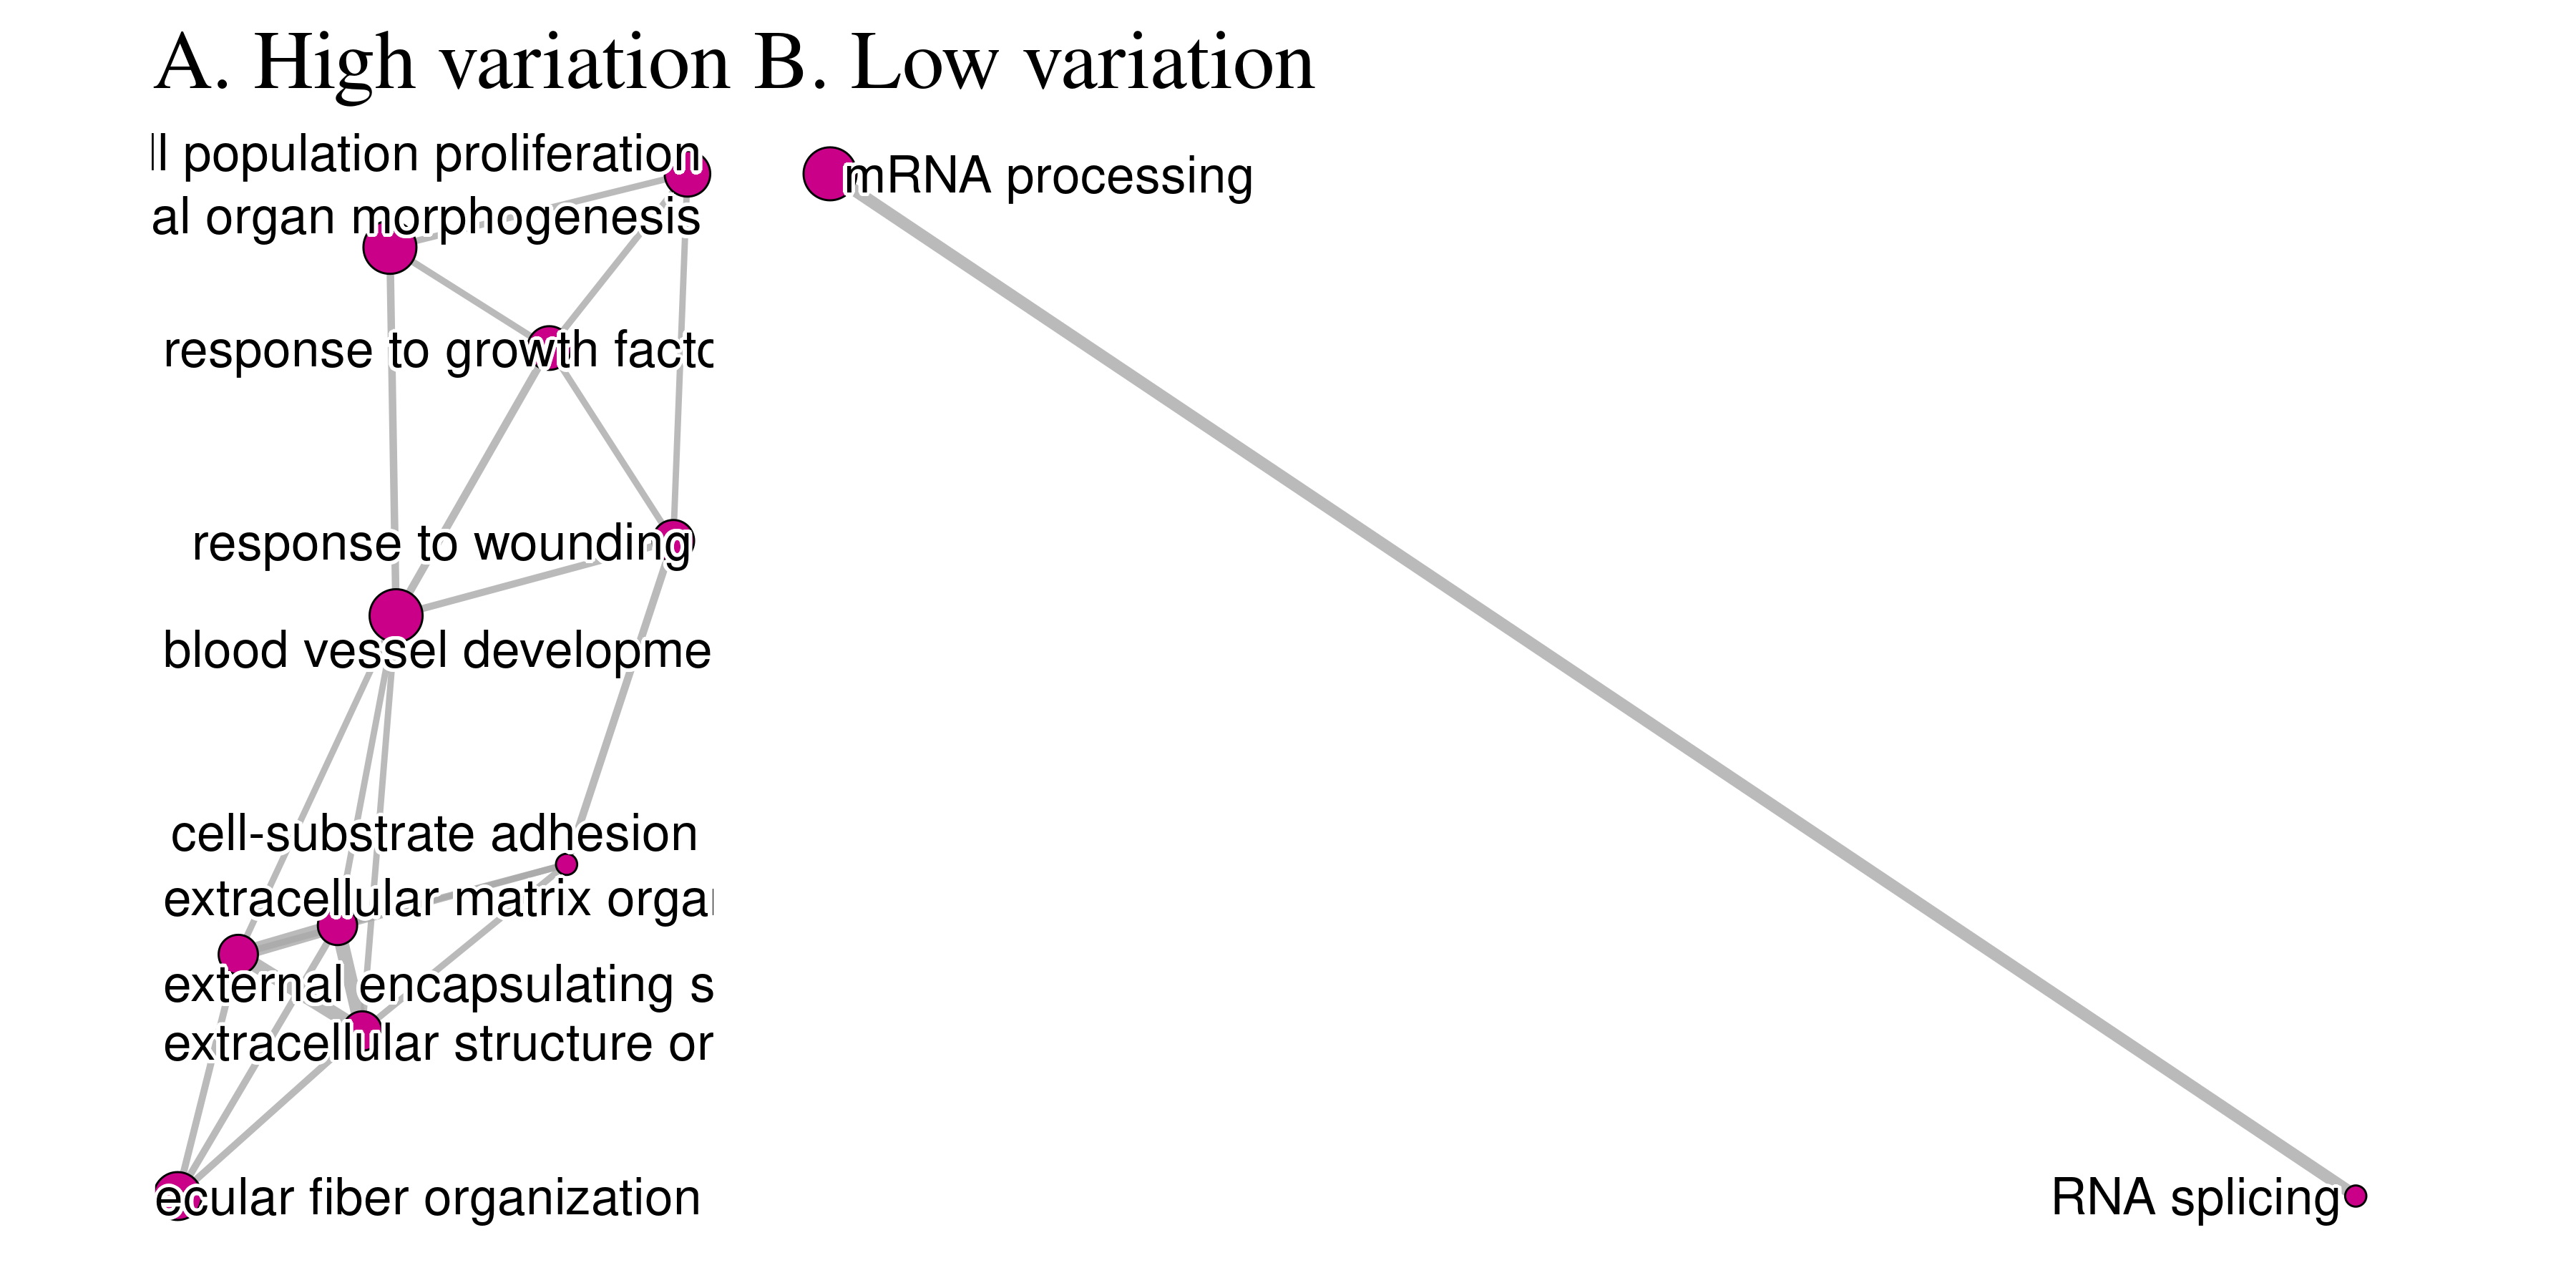 A. High variation B. Low variation
ll population proliferation
mRNA processing
al organ morphogenesis
response to growth facto
response to wounding
blood vessel developme
cell-substrate adhesion
extracellular matrix orga
external encapsulating s
extracellular structure or
ecular fiber organization
RNA splicing